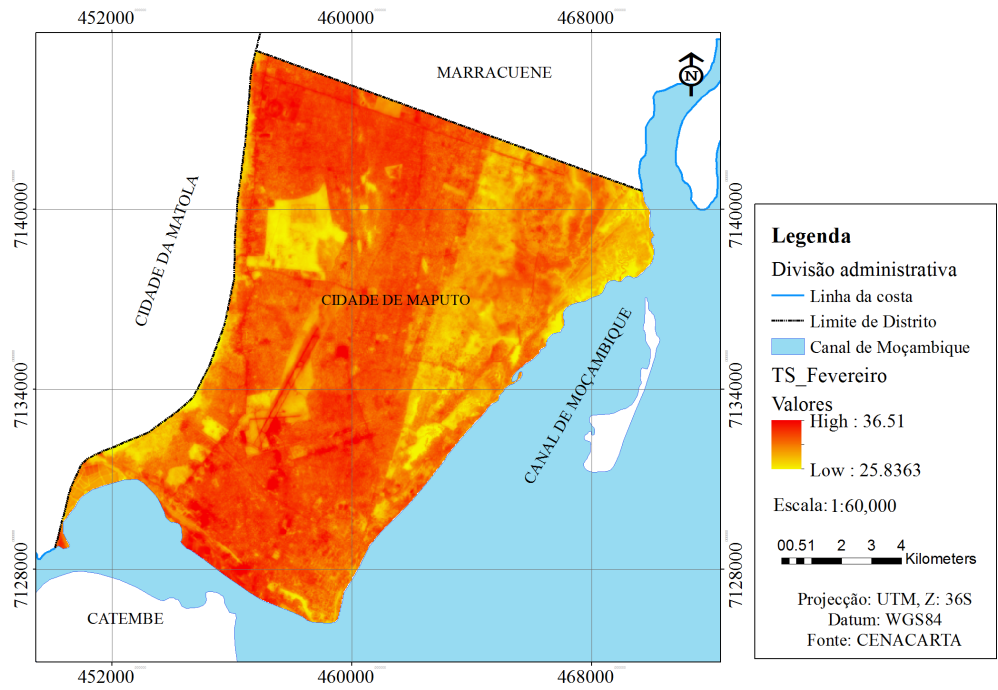 452000 460000 468000
MARRACUENE
N
7140000 7140000
CIDADE DA MATOLA
CIDADE DE MAPUTO
CANAL DE MOÇAMBIQUE
7134000 7134000
7128000 7128000
CATEMBE
452000 460000 468000
Legenda
Divisão administrativa
Linha da costa
Limite de Distrito
Canal de Moçambique
TS_Fevereiro
Valores
High : 36.51
Low : 25.8363
Escala: 1:60,000
00.51 2 3 4
Kilometers
Projecção: UTM, Z: 36S
Datum: WGS84
Fonte: CENACARTA